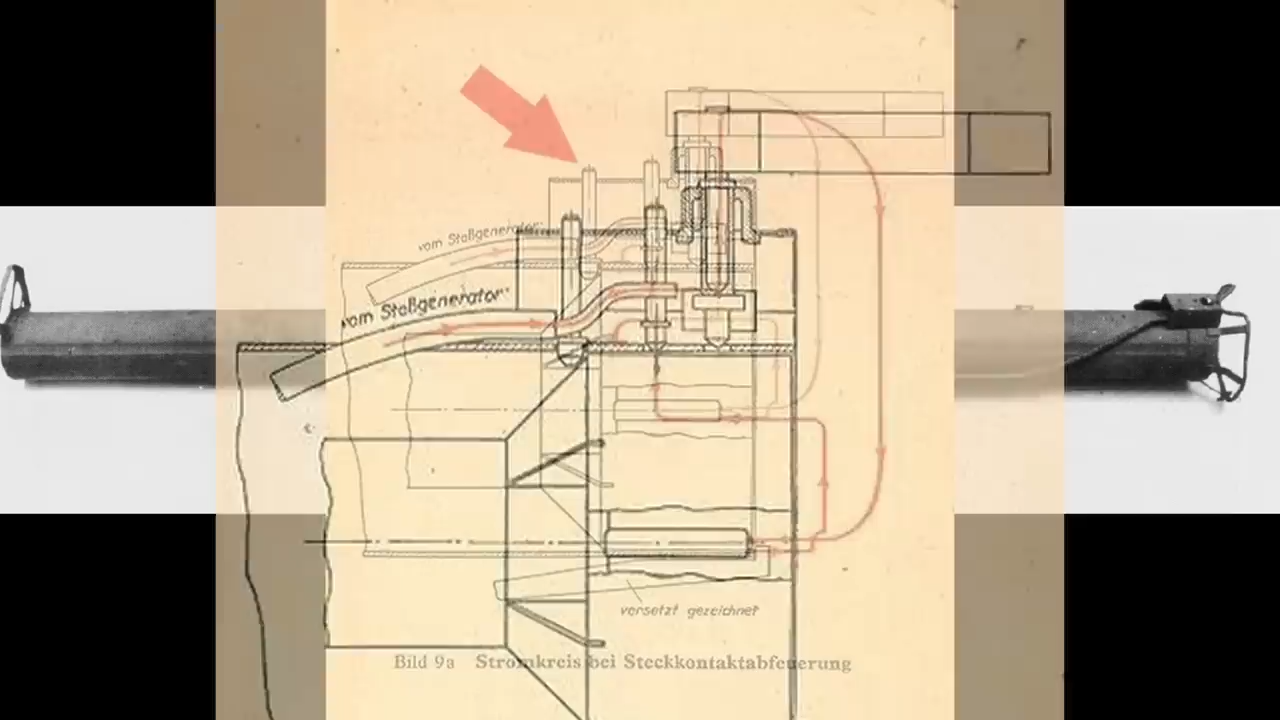 vom Stoßgenerator
vom Stoßgenerator
versetzt gezeichnet
Bild 9a Stromkreis bei Steckkontaktabfeuerung